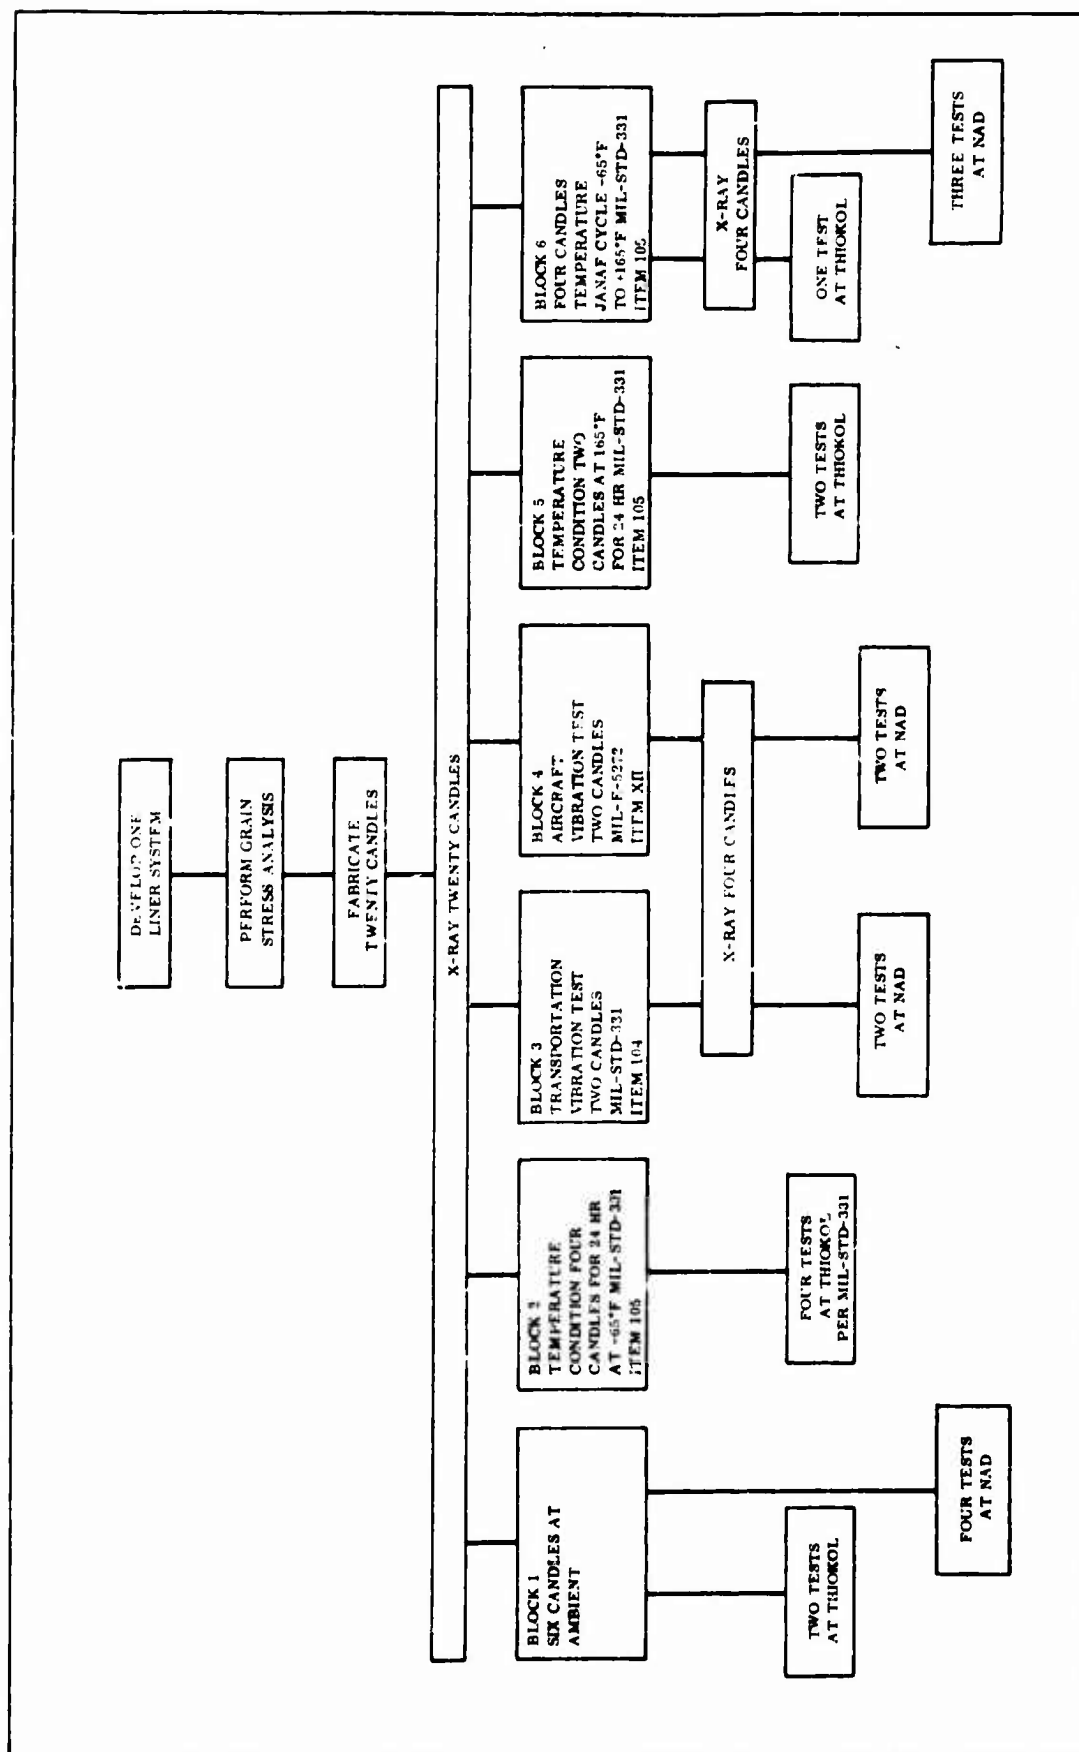 DEVELOP ONE
LINER SYSTEM
PERFORM GRAIN
STRESS ANALYSIS
FABRICATE
TWENTY CANDLES
X-RAY TWENTY CANDLES
BLOCK 1
SIX CANDLES AT
AMBIENT
BLOCK 2
TEMPERATURE
CONDITION FOUR
CANDLES FOR 24 HR
AT -65°F MIL-STD-331
ITEM 105
BLOCK 3
TRANSPORTATION
VIBRATION TEST
TWO CANDLES
MIL-STD-331
ITEM 104
BLOCK 4
AIRCRAFT
VIBRATION TEST
TWO CANDLES
MIL-E-5272
ITEM XII
BLOCK 5
TEMPERATURE
CONDITION TWO
CANDLES AT 165°F
FOR 24 HR MIL-STD-331
ITEM 105
BLOCK 6
FOUR CANDLES
TEMPERATURE
JANAF CYCLE -65°F
TO +165°F MIL-STD-331
ITEM 105
X-RAY FOUR CANDLES
X-RAY
FOUR CANDLES
TWO TESTS
AT THIOKOL
FOUR TESTS
AT NAD
FOUR TESTS
AT THIOKOL
PER MIL-STD-331
TWO TESTS
AT NAD
TWO TESTS
AT NAD
TWO TESTS
AT THIOKOL
ONE TEST
AT THIOKOL
THREE TESTS
AT NAD